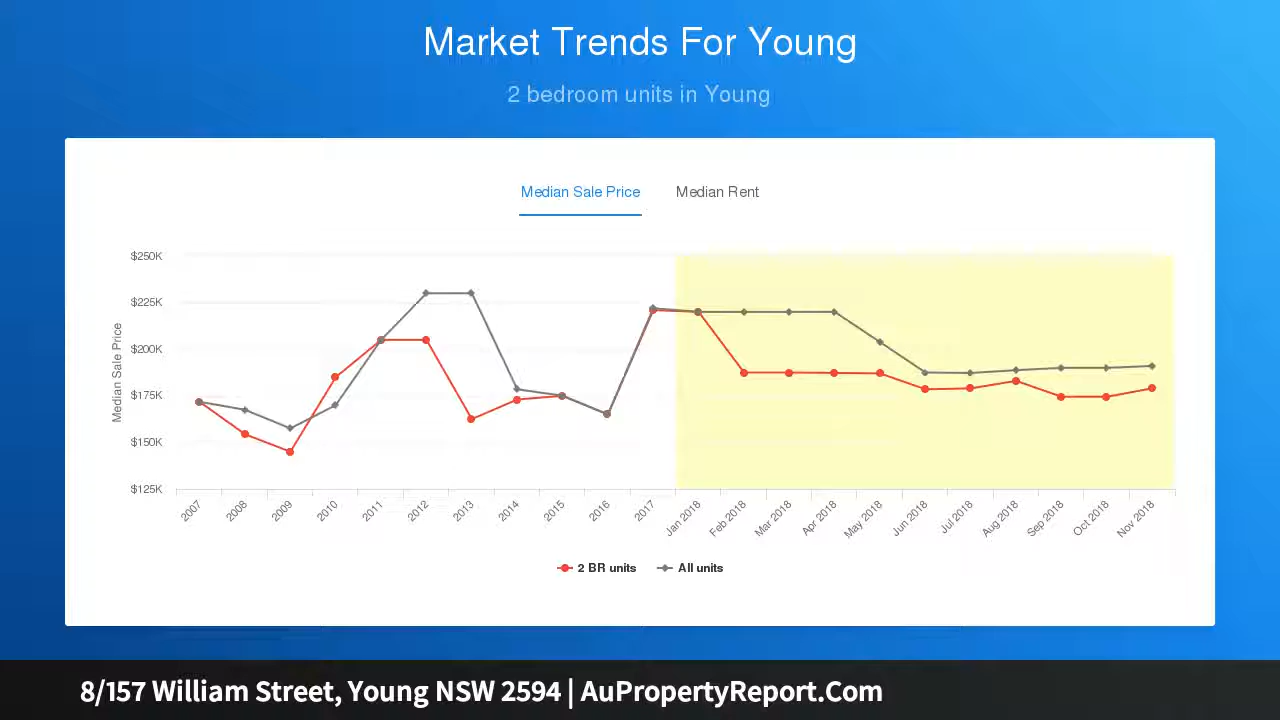 Market Trends For Young
2 bedroom units in Young
Median Sale Price
Median Rent
$250K
$225K
$200K
$175K
$150K
$125K
Median Sale Price
2007
2008
2009
2010
2011
2012
2013
2014
2015
2016
2017
Jan 2018
Feb 2018
Mar 2018
Apr 2018
May 2018
Jun 2018
Jul 2018
Aug 2018
Sep 2018
Oct 2018
Nov 2018
2 BR units
All units
8/157 William Street, Young NSW 2594 | AuPropertyReport.Com